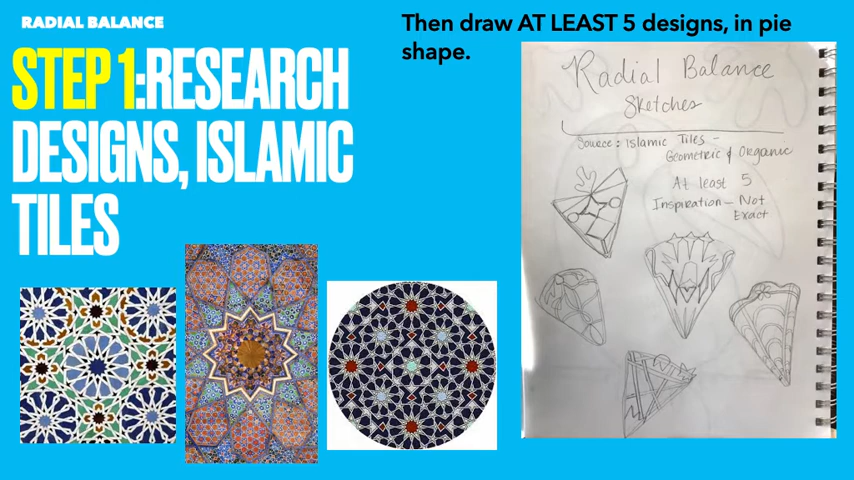 RADIAL BALANCE
STEP 1:RESEARCH
DESIGNS, ISLAMIC
TILES
Then draw AT LEAST 5 designs, in pie
shape.
Radial Balance
Sketches
Source: Islamic Tiles -
Geometric & Organic
At least 5
Inspiration - Not
Exact